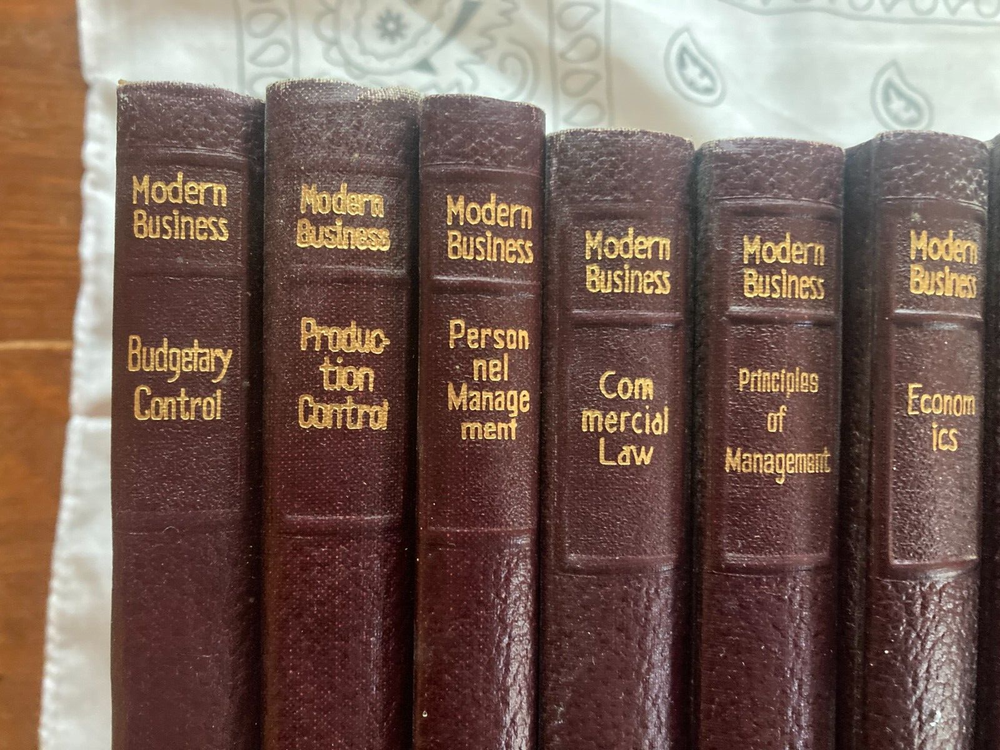 Modern
Business
Budgetary
Control
Modern
Business
Produc-
tion
Control
Modern
Business
Person
nel
Manage
ment
Modern
Business
Com
mercial
Law
Modern
Business
Principles
of
Management
Modern
Business
Econom
ics